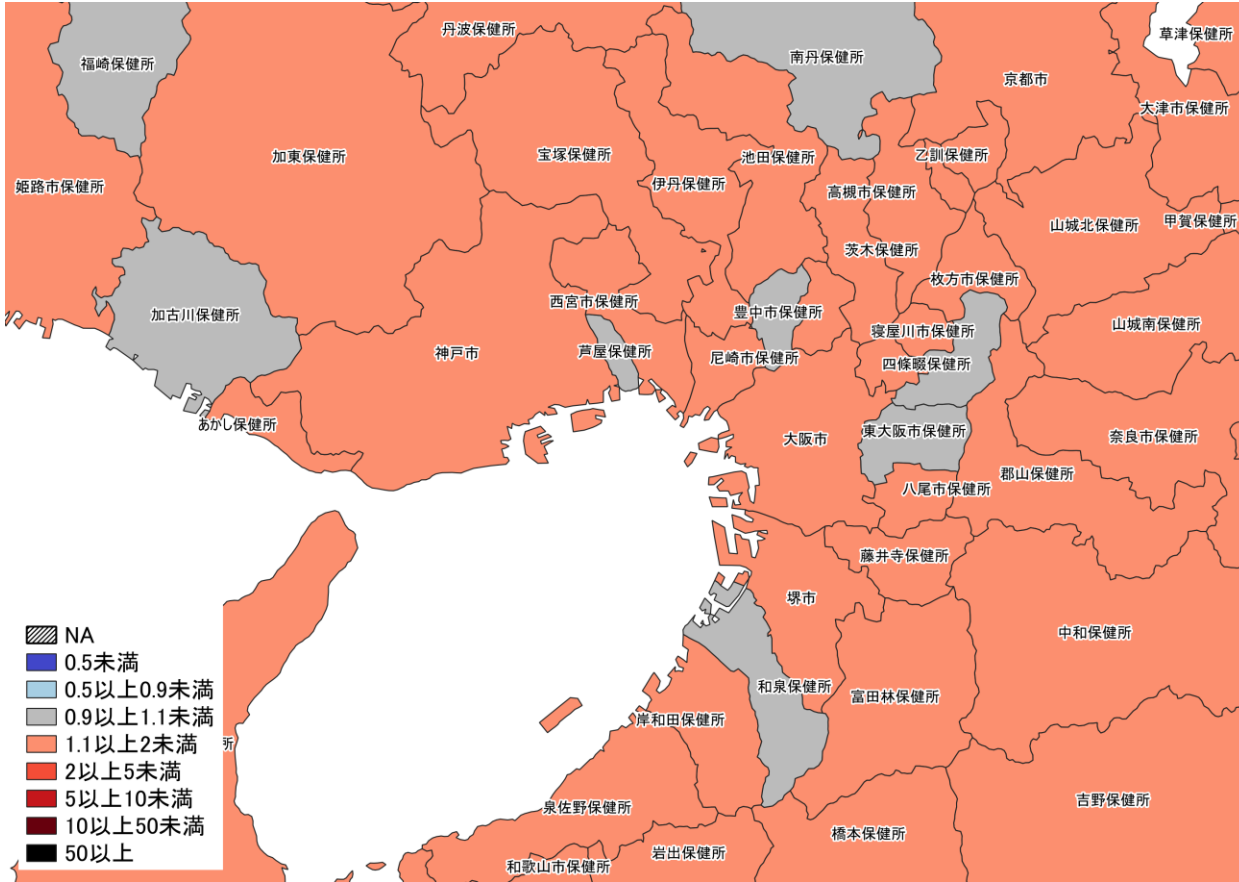 丹波保健所
草津保健所
福崎保健所
南丹保健所
京都市
大津市保健所
加東保健所
宝塚保健所
池田保健所
乙訓保健所
姫路市保健所
伊丹保健所
高槻市保健所
山城北保健所
甲賀保健所
茨木保健所
枚方市保健所
西宮市保健所
加古川保健所
豊中市保健所
寝屋川市保健所
山城南保健所
神戸市
芦屋保健所
尼崎市保健所
四條畷保健所
あかし保健所
大阪市
東大阪市保健所
奈良市保健所
郡山保健所
八尾市保健所
藤井寺保健所
堺市
中和保健所
和泉保健所
富田林保健所
岸和田保健所
所
泉佐野保健所
吉野保健所
橋本保健所
岩出保健所
和歌山市保健所
NA
0.5未満
0.5以上0.9未満
0.9以上1.1未満
1.1以上2未満
2以上5未満
5以上10未満
10以上50未満
50以上